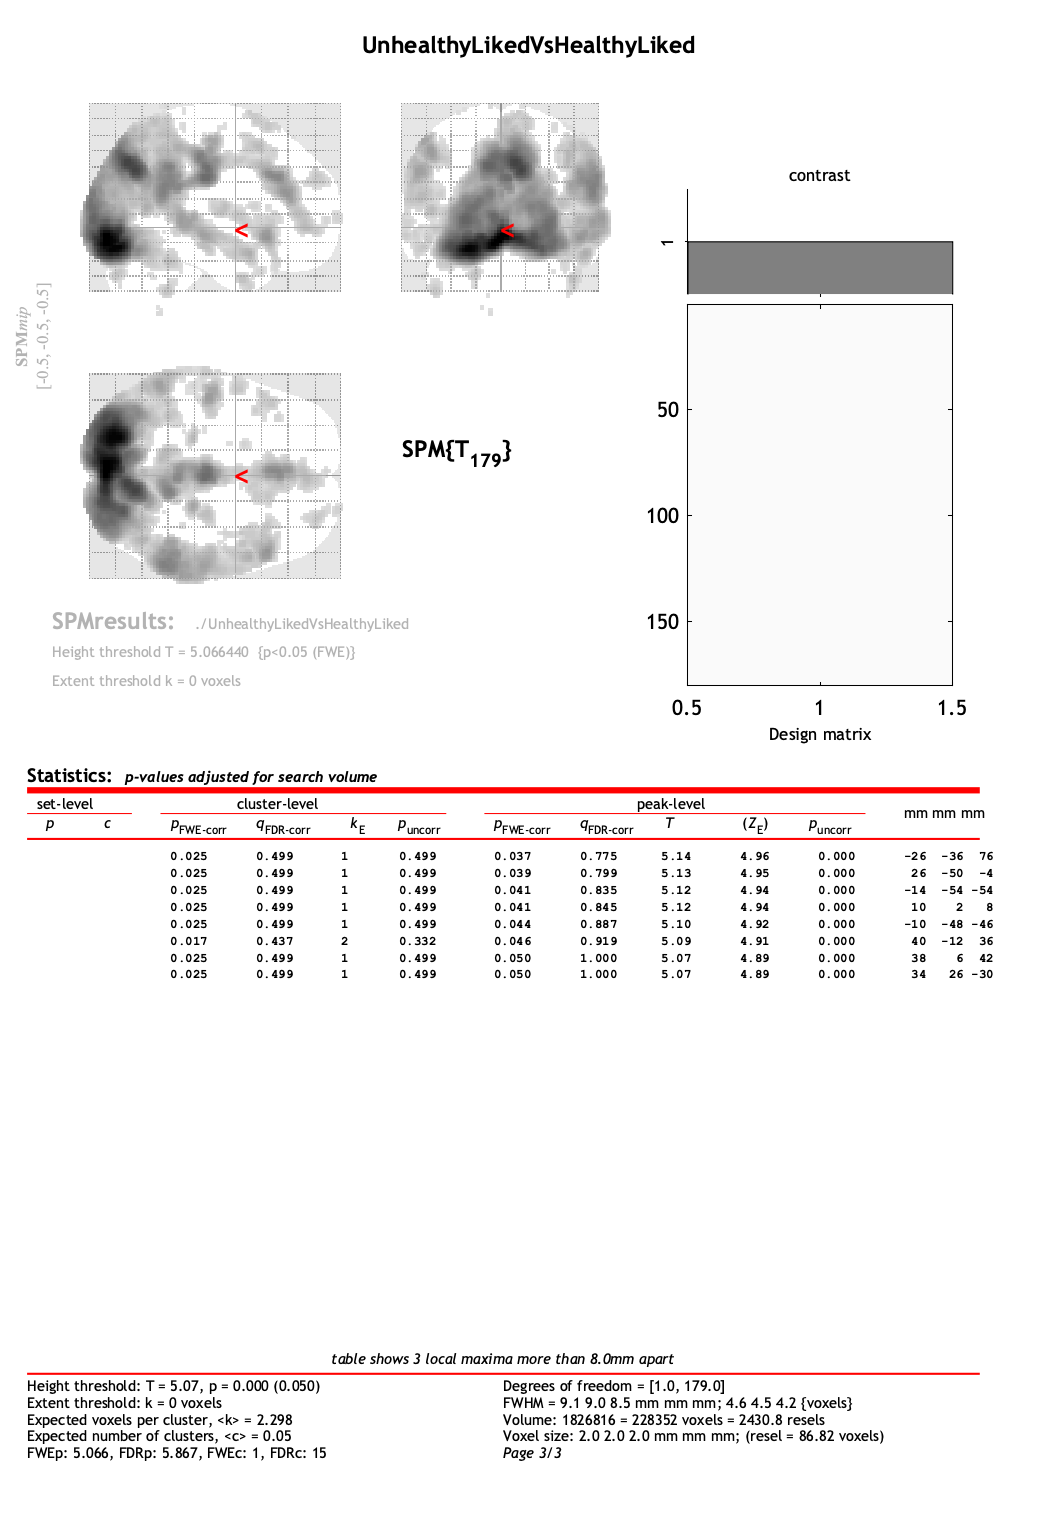 UnhealthyLikedVsHealthyLiked
SPMmip
[-0.5, -0.5, -0.5]
<
<
<
SPM{T179}
contrast
1
50
100
150
0.5 1 1.5
Design matrix
SPMresults: ./UnhealthyLikedVsHealthyLiked
Height threshold T = 5.066440 {p<0.05 (FWE)}
Extent threshold k = 0 voxels
Statistics: p-values adjusted for search volume
set-level cluster-level peak-level mm mm mm
p c pFWE-corr qFDR-corr kE puncorr pFWE-corr qFDR-corr T (ZE) puncorr
0.025 0.499 1 0.499 0.037 0.775 5.14 4.96 0.000 -26 -36 76
0.025 0.499 1 0.499 0.039 0.799 5.13 4.95 0.000 26 -50 -4
0.025 0.499 1 0.499 0.041 0.835 5.12 4.94 0.000 -14 -54 -54
0.025 0.499 1 0.499 0.041 0.845 5.12 4.94 0.000 10 2 8
0.025 0.499 1 0.499 0.044 0.887 5.10 4.92 0.000 -10 -48 -46
0.017 0.437 2 0.332 0.046 0.919 5.09 4.91 0.000 40 -12 36
0.025 0.499 1 0.499 0.050 1.000 5.07 4.89 0.000 38 6 42
0.025 0.499 1 0.499 0.050 1.000 5.07 4.89 0.000 34 26 -30
table shows 3 local maxima more than 8.0mm apart
Height threshold: T = 5.07, p = 0.000 (0.050)
Extent threshold: k = 0 voxels
Expected voxels per cluster, <k> = 2.298
Expected number of clusters, <c> = 0.05
FWEp: 5.066, FDRp: 5.867, FWEc: 1, FDRc: 15
Degrees of freedom = [1.0, 179.0]
FWHM = 9.1 9.0 8.5 mm mm mm; 4.6 4.5 4.2 {voxels}
Volume: 1826816 = 228352 voxels = 2430.8 resels
Voxel size: 2.0 2.0 2.0 mm mm mm; (resel = 86.82 voxels)
Page 3/3